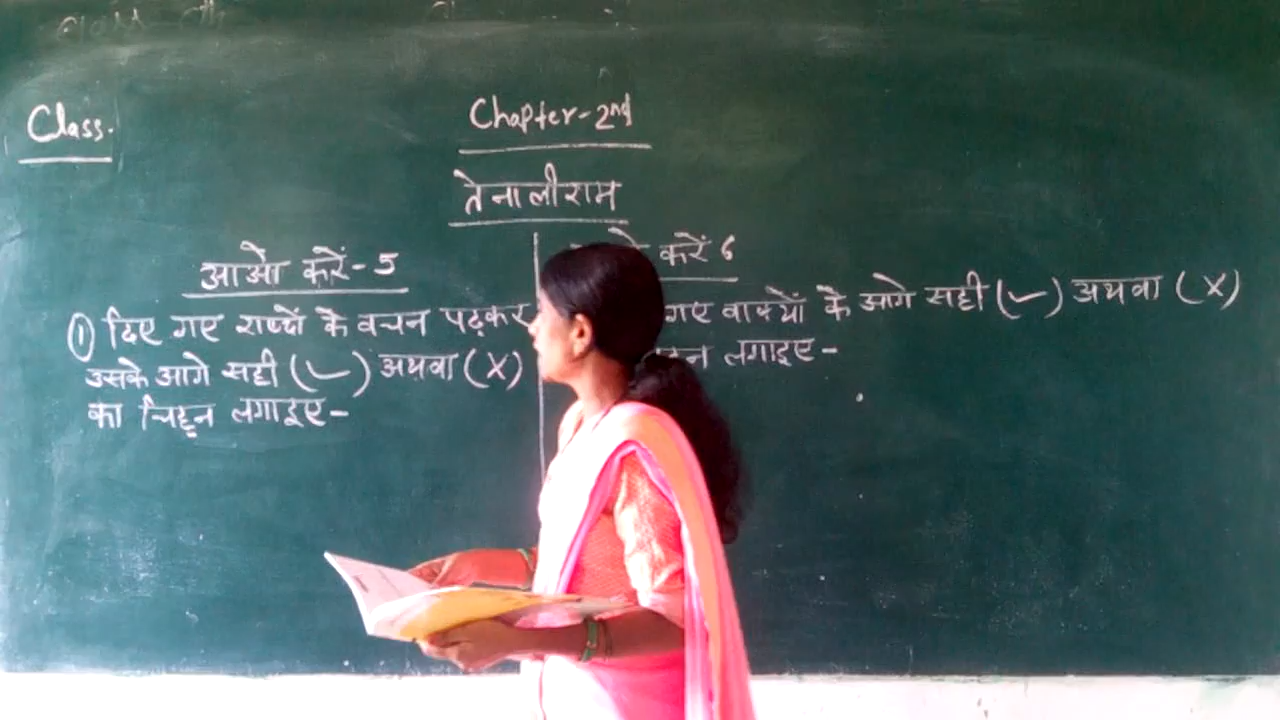 Class.
Chapter-2nd
तेनालीराम
आओ करें-5
① दिए गए शब्दों के वचन पढ़कर
उसके आगे सही (✓) अथवा (X)
का चिह्न लगाइए-
करें 6
गए वाक्यों के आगे सही (✓) अथवा (X)
लगाइए-